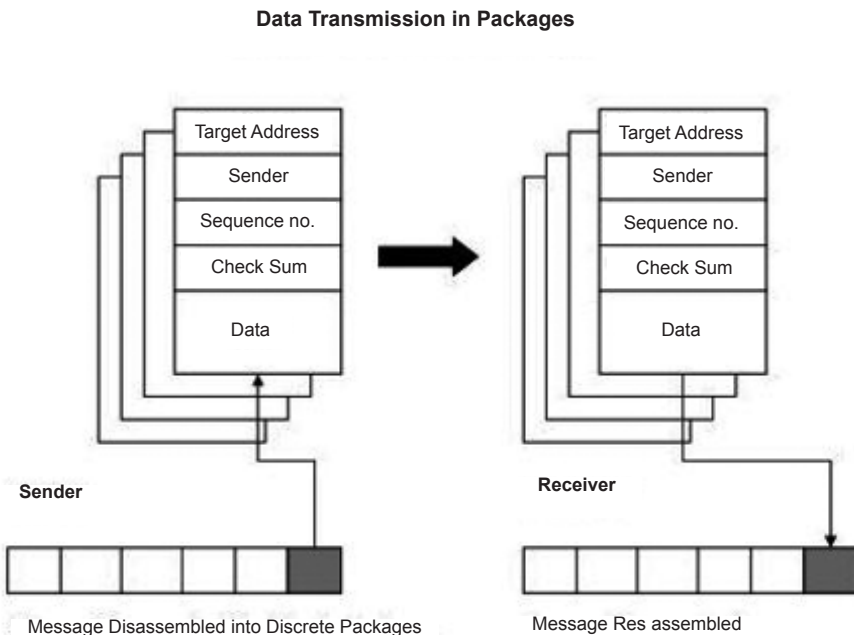 Data Transmission in Packages
Target Address
Sender
Sequence no.
Check Sum
Data
Target Address
Sender
Sequence no.
Check Sum
Data
Sender
Receiver
Message Disassembled into Discrete Packages
Message Res assembled